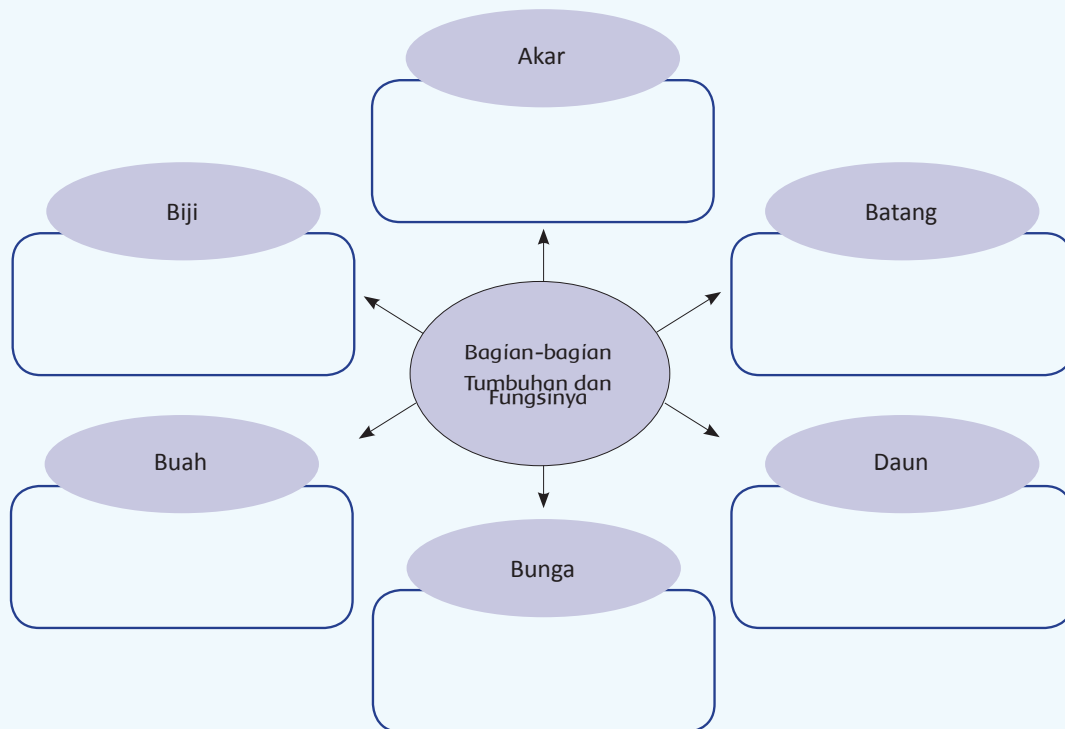 Akar
Biji
Batang
Bagian-bagian
Tumbuhan dan
Fungsinya
Buah
Daun
Bunga